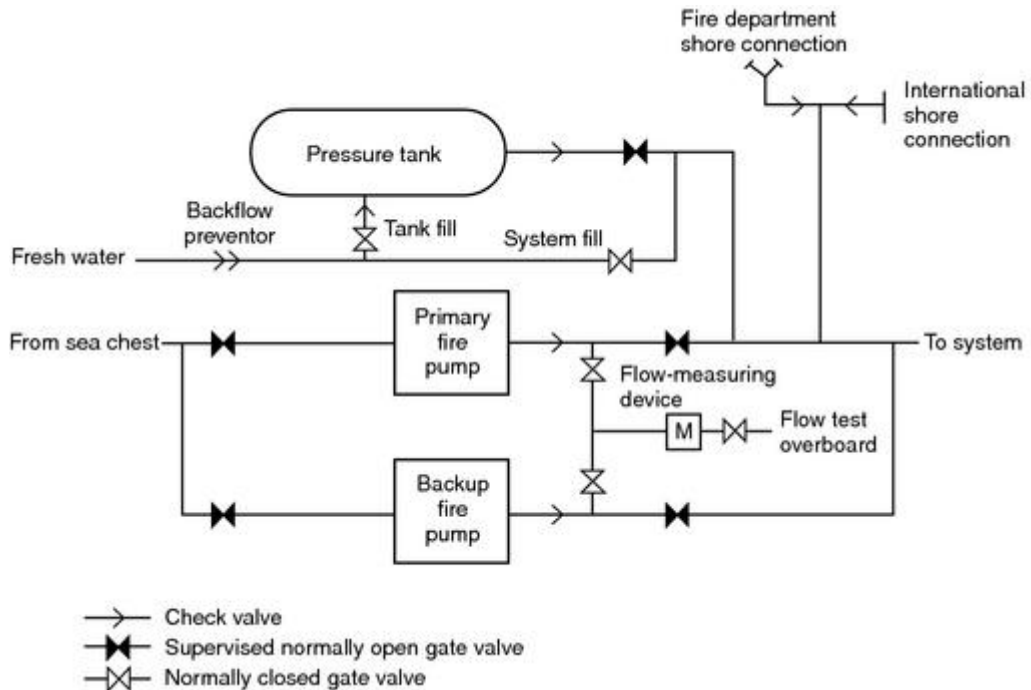 Fire department
shore connection
International
shore
connection
Pressure tank
Backflow
preventor
Tank fill
System fill
Fresh water
Primary
fire
pump
From sea chest
To system
Flow-measuring
device
M
Flow test
overboard
Backup
fire
pump
Check valve
Supervised normally open gate valve
Normally closed gate valve